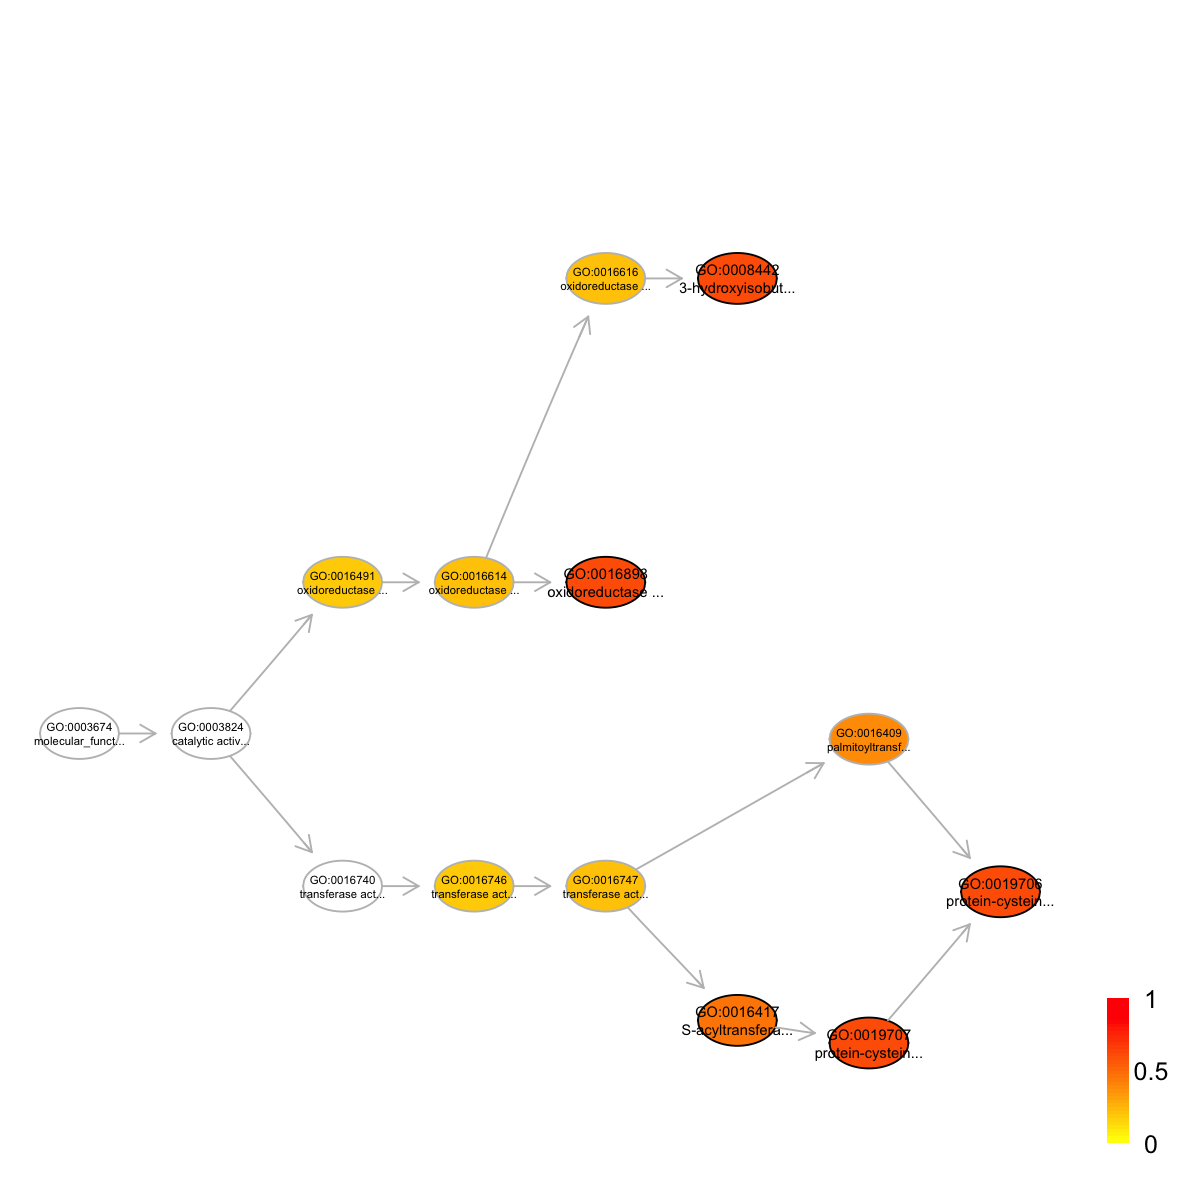 GO:0016616
oxidoreductase ...
GO:0008442
3-hydroxyisobut...
GO:0016491
oxidoreductase ...
GO:0016614
oxidoreductase ...
GO:0016898
oxidoreductase ...
GO:0003674
molecular_funct...
GO:0003824
catalytic activ...
GO:0016409
palmitoyltransf...
GO:0016740
transferase act...
GO:0016746
transferase act...
GO:0016747
transferase act...
GO:0019706
protein-cystein...
GO:0016417
S-acyltransfera...
GO:0019707
protein-cystein...
1
0.5
0